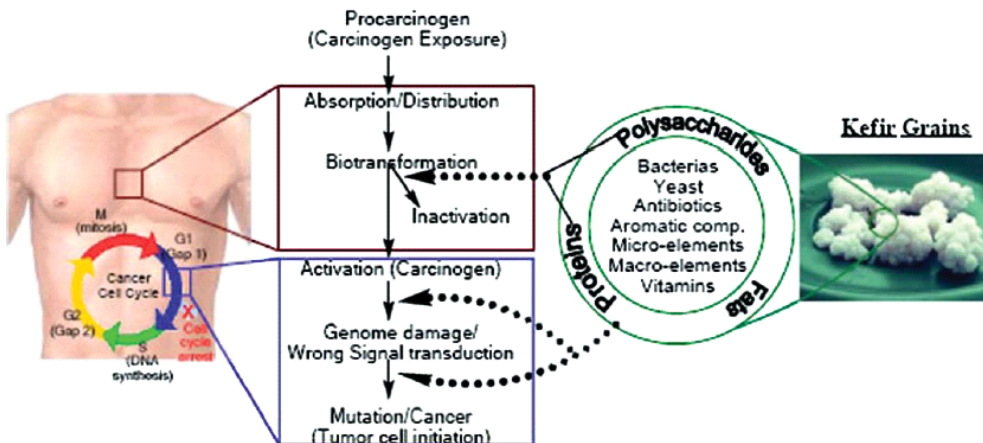 Procarcinogen
(Carcinogen Exposure)
Absorption/Distribution
Biotransformation
Inactivation
Activation (Carcinogen)
Genome damage/
Wrong Signal transduction
Mutation/Cancer
(Tumor cell initiation)
M
(mitosis)
G1
(Gap 1)
Cancer
Cell Cycle
G2
(Gap 2)
X
Cell
cycle
arrest
S
(DNA
synthesis)
Polysaccharides
Proteins
Fats
Bacterias
Yeast
Antibiotics
Aromatic comp.
Micro-elements
Macro-elements
Vitamins
Kefir Grains